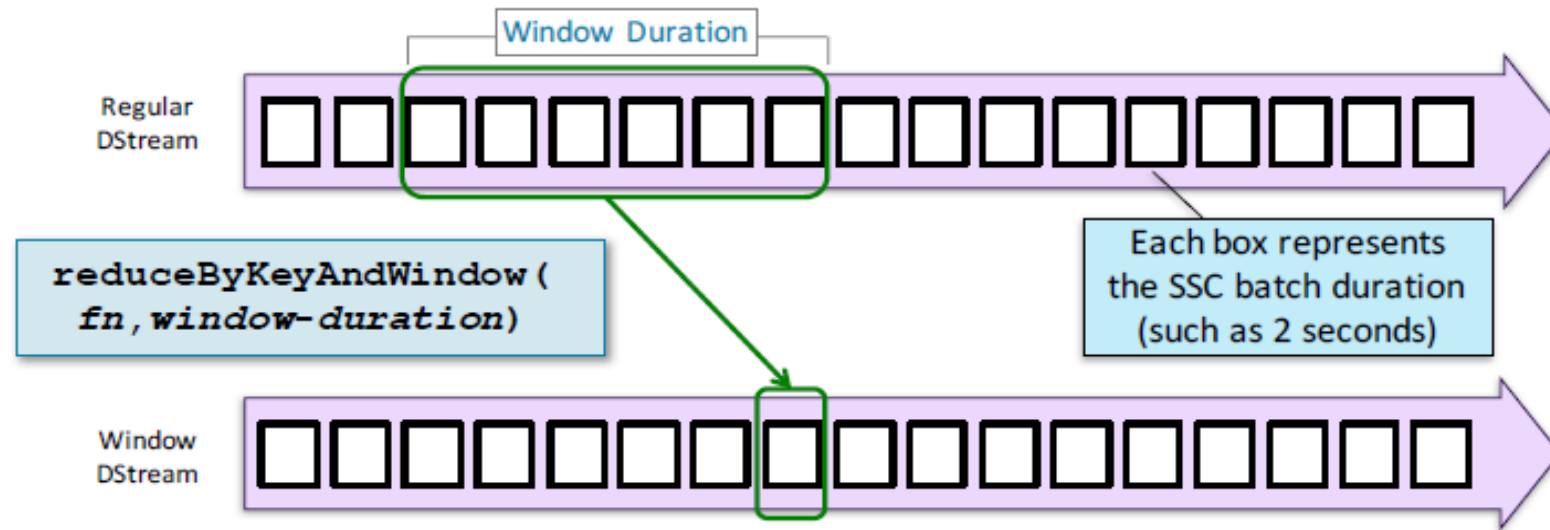 Window Duration
Regular
DStream
reduceByKeyAndWindow(
fn,window-duration)
Each box represents
the SSC batch duration
(such as 2 seconds)
Window
DStream